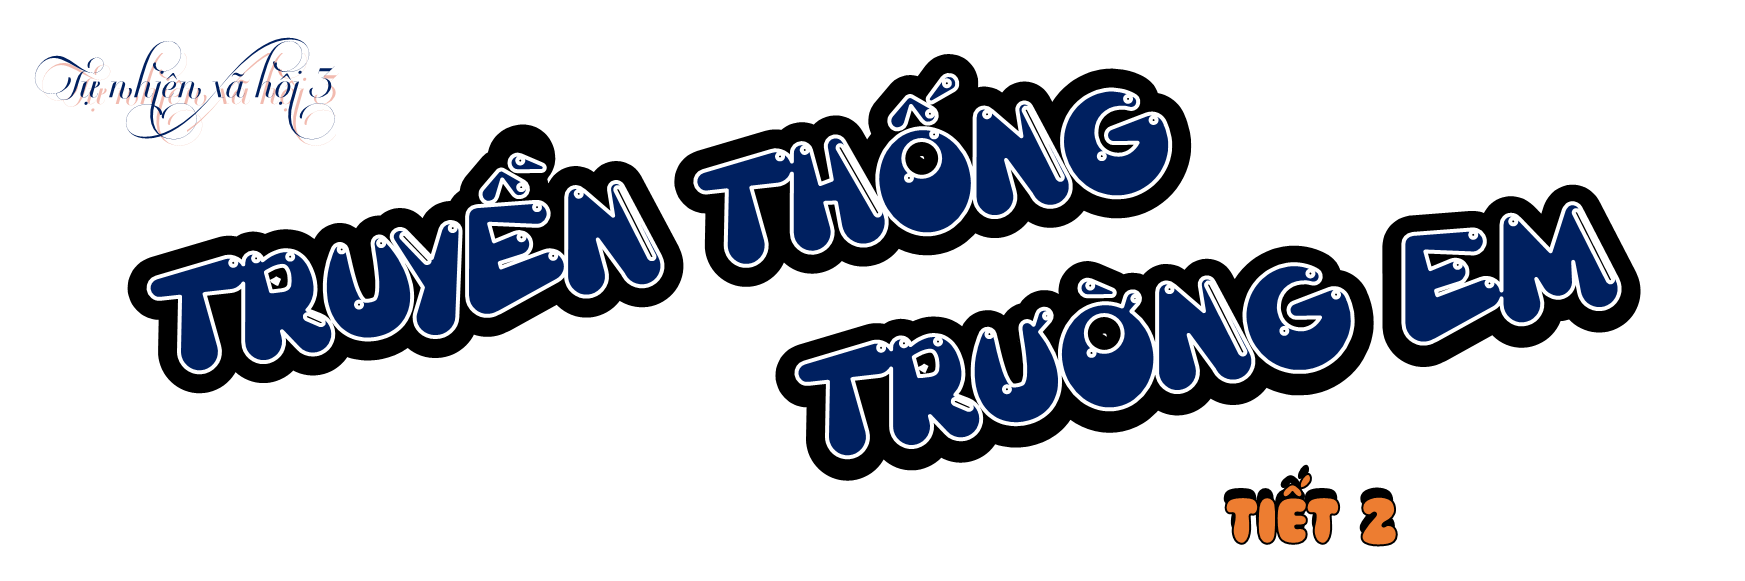 Tự nhiên xã hội 3
TRUYỀN THỐNG
TRƯỜNG EM
TIẾT 2